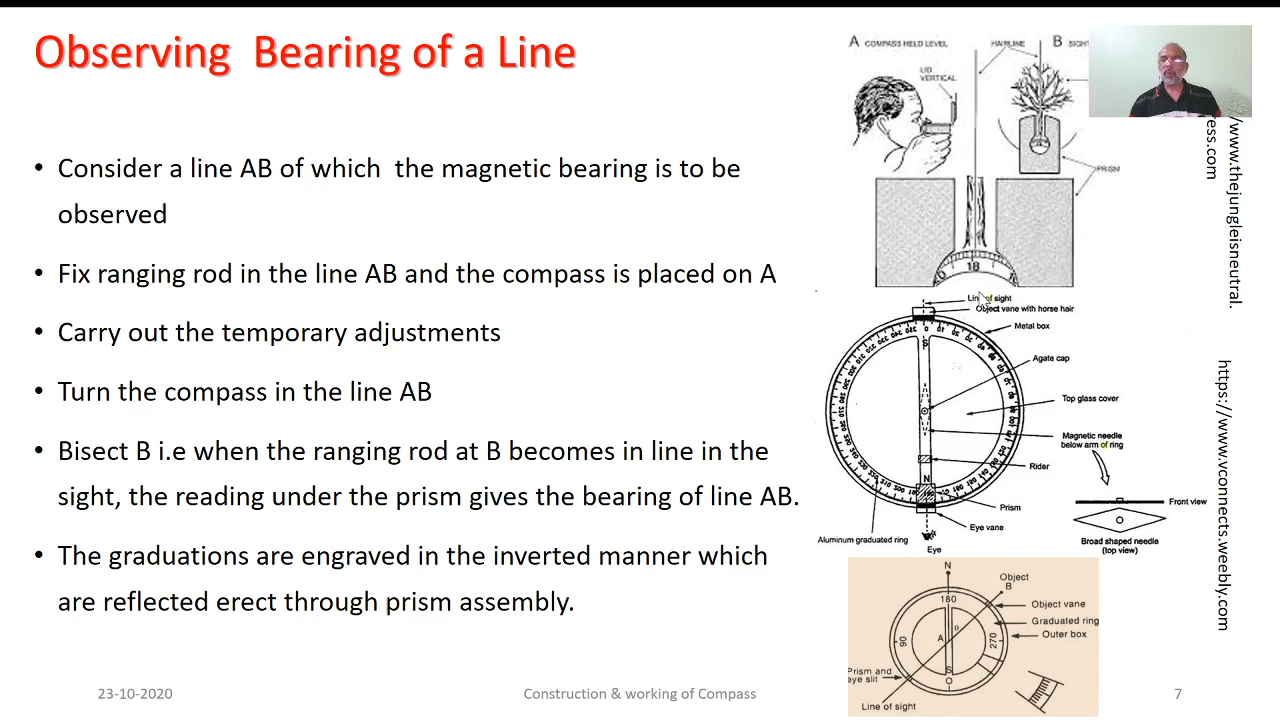 Observing Bearing of a Line
• Consider a line AB of which the magnetic bearing is to be
observed
• Fix ranging rod in the line AB and the compass is placed on A
• Carry out the temporary adjustments
• Turn the compass in the line AB
• Bisect B i.e when the ranging rod at B becomes in line in the
sight, the reading under the prism gives the bearing of line AB.
• The graduations are engraved in the inverted manner which
are reflected erect through prism assembly.
A COMPASS HELD LEVEL
HAIRLINE
B SIGHT
LID
VERTICAL
PRISM
18
/www.thejungleisneutral.
ess.com
Line of sight
Object vane with horse hair
Metal box
Agate cap
Top glass cover
Magnetic needle
below arm of ring
Rider
Prism
Eye vane
Aluminum graduated ring
Eye
S
N
Front view
Broad shaped needle
(top view)
https://www.vconnects.weebly.com
N
Object
B
180
Object vane
Graduated ring
Outer box
A
θ
90
270
S
Prism and
eye slit
Line of sight
23-10-2020
Construction & working of Compass
7